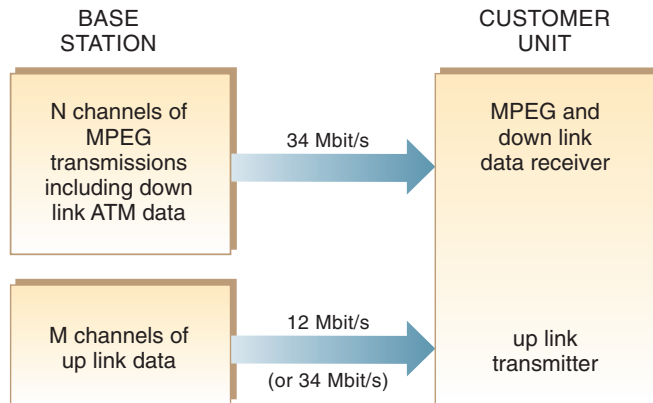 BASE
STATION
CUSTOMER
UNIT
N channels of
MPEG
transmissions
including down
link ATM data
34 Mbit/s
MPEG and
down link
data receiver
M channels of
up link data
12 Mbit/s
(or 34 Mbit/s)
up link
transmitter